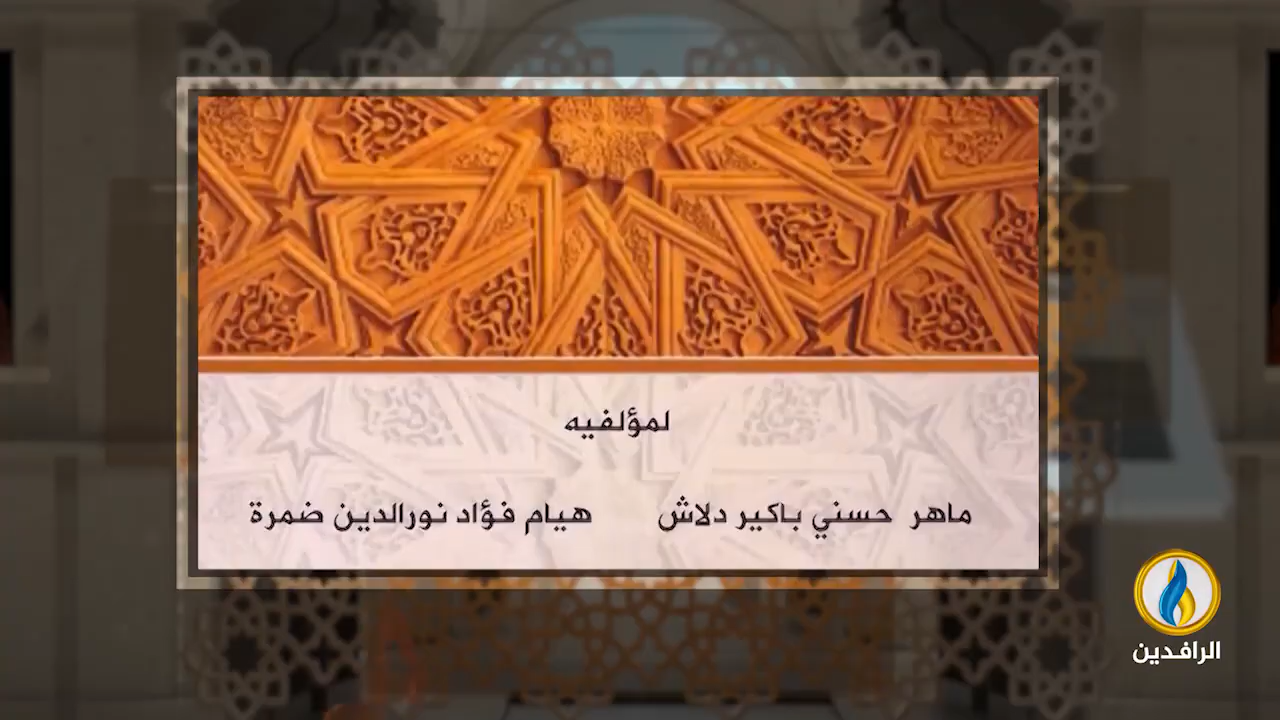 لمؤلفيه
ماهر حسني باكير دلاش هيام فؤاد نورالدين ضمرة
الرافدين